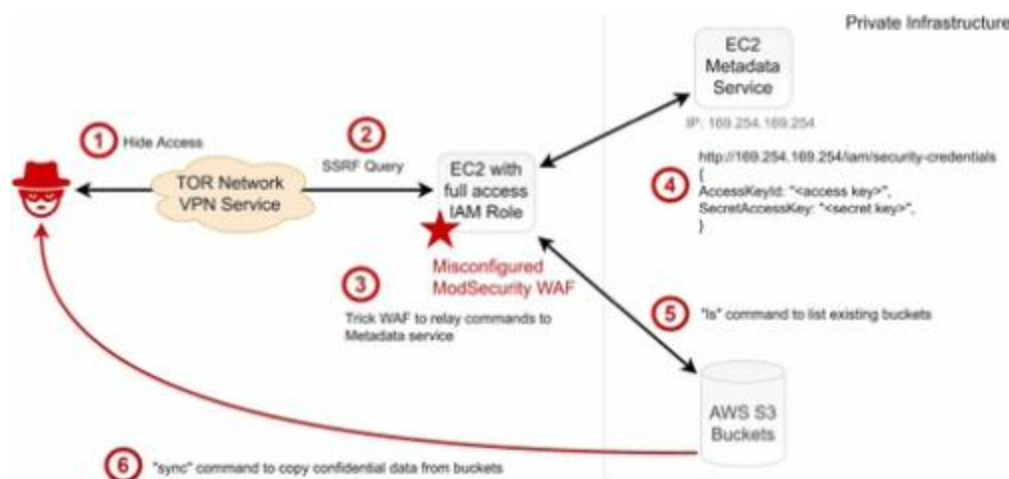 Private Infrastructure
EC2
Metadata
Service
IP: 169.254.169.254
1
Hide Access
2
SSRF Query
TOR Network
VPN Service
EC2 with
full access
IAM Role
http://169.254.169.254/iam/security-credentials
{
AccessKeyId: "<access key>",
SecretAccessKey: "<secret key>",
}
4
Misconfigured
ModSecurity WAF
3
Trick WAF to relay commands to
Metadata service
5
"ls" command to list existing buckets
AWS S3
Buckets
6
"sync" command to copy confidential data from buckets